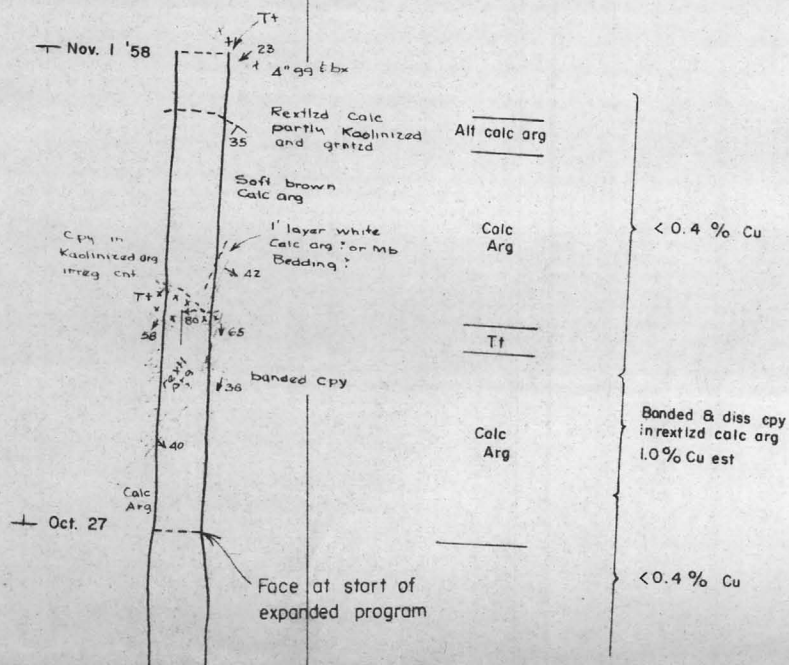 Tt
Nov. 1 '58
23
4" gg t bx
Rextlzd Calc
partly Kaolinized
and grntzd
35
Alt calc arg
Soft brown
Calc arg
Cpy in
Kaolinized arg
irreg cnt
1' layer white
Calc arg ? or Mb
Bedding ?
Calc
Arg
< 0.4 % Cu
42
Tt
80
58
65
Tt
36
banded Cpy
Calc
Arg
Banded & diss cpy
in rextlzd calc arg
1.0 % Cu est
40
Calc
Arg
Oct. 27
Face at start of
expanded program
< 0.4 % Cu